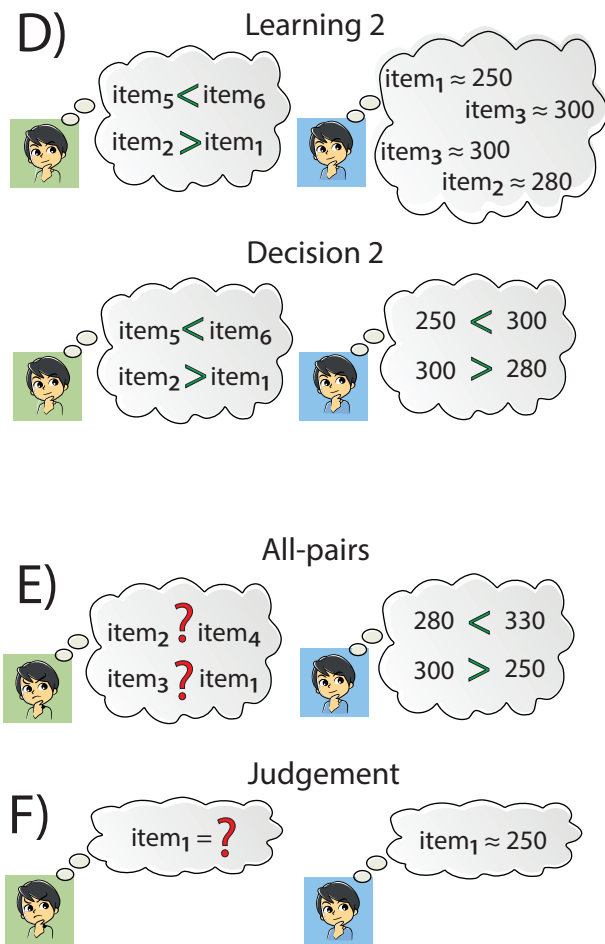 D)
Learning 2
item₅ < item₆
item₂ > item₁
item₁ ≈ 250
item₃ ≈ 300
item₃ ≈ 300
item₂ ≈ 280
Decision 2
item₅ < item₆
item₂ > item₁
250 < 300
300 > 280
E)
All-pairs
item₂ ? item₄
item₃ ? item₁
280 < 330
300 > 250
F)
Judgement
item₁ = ?
item₁ ≈ 250